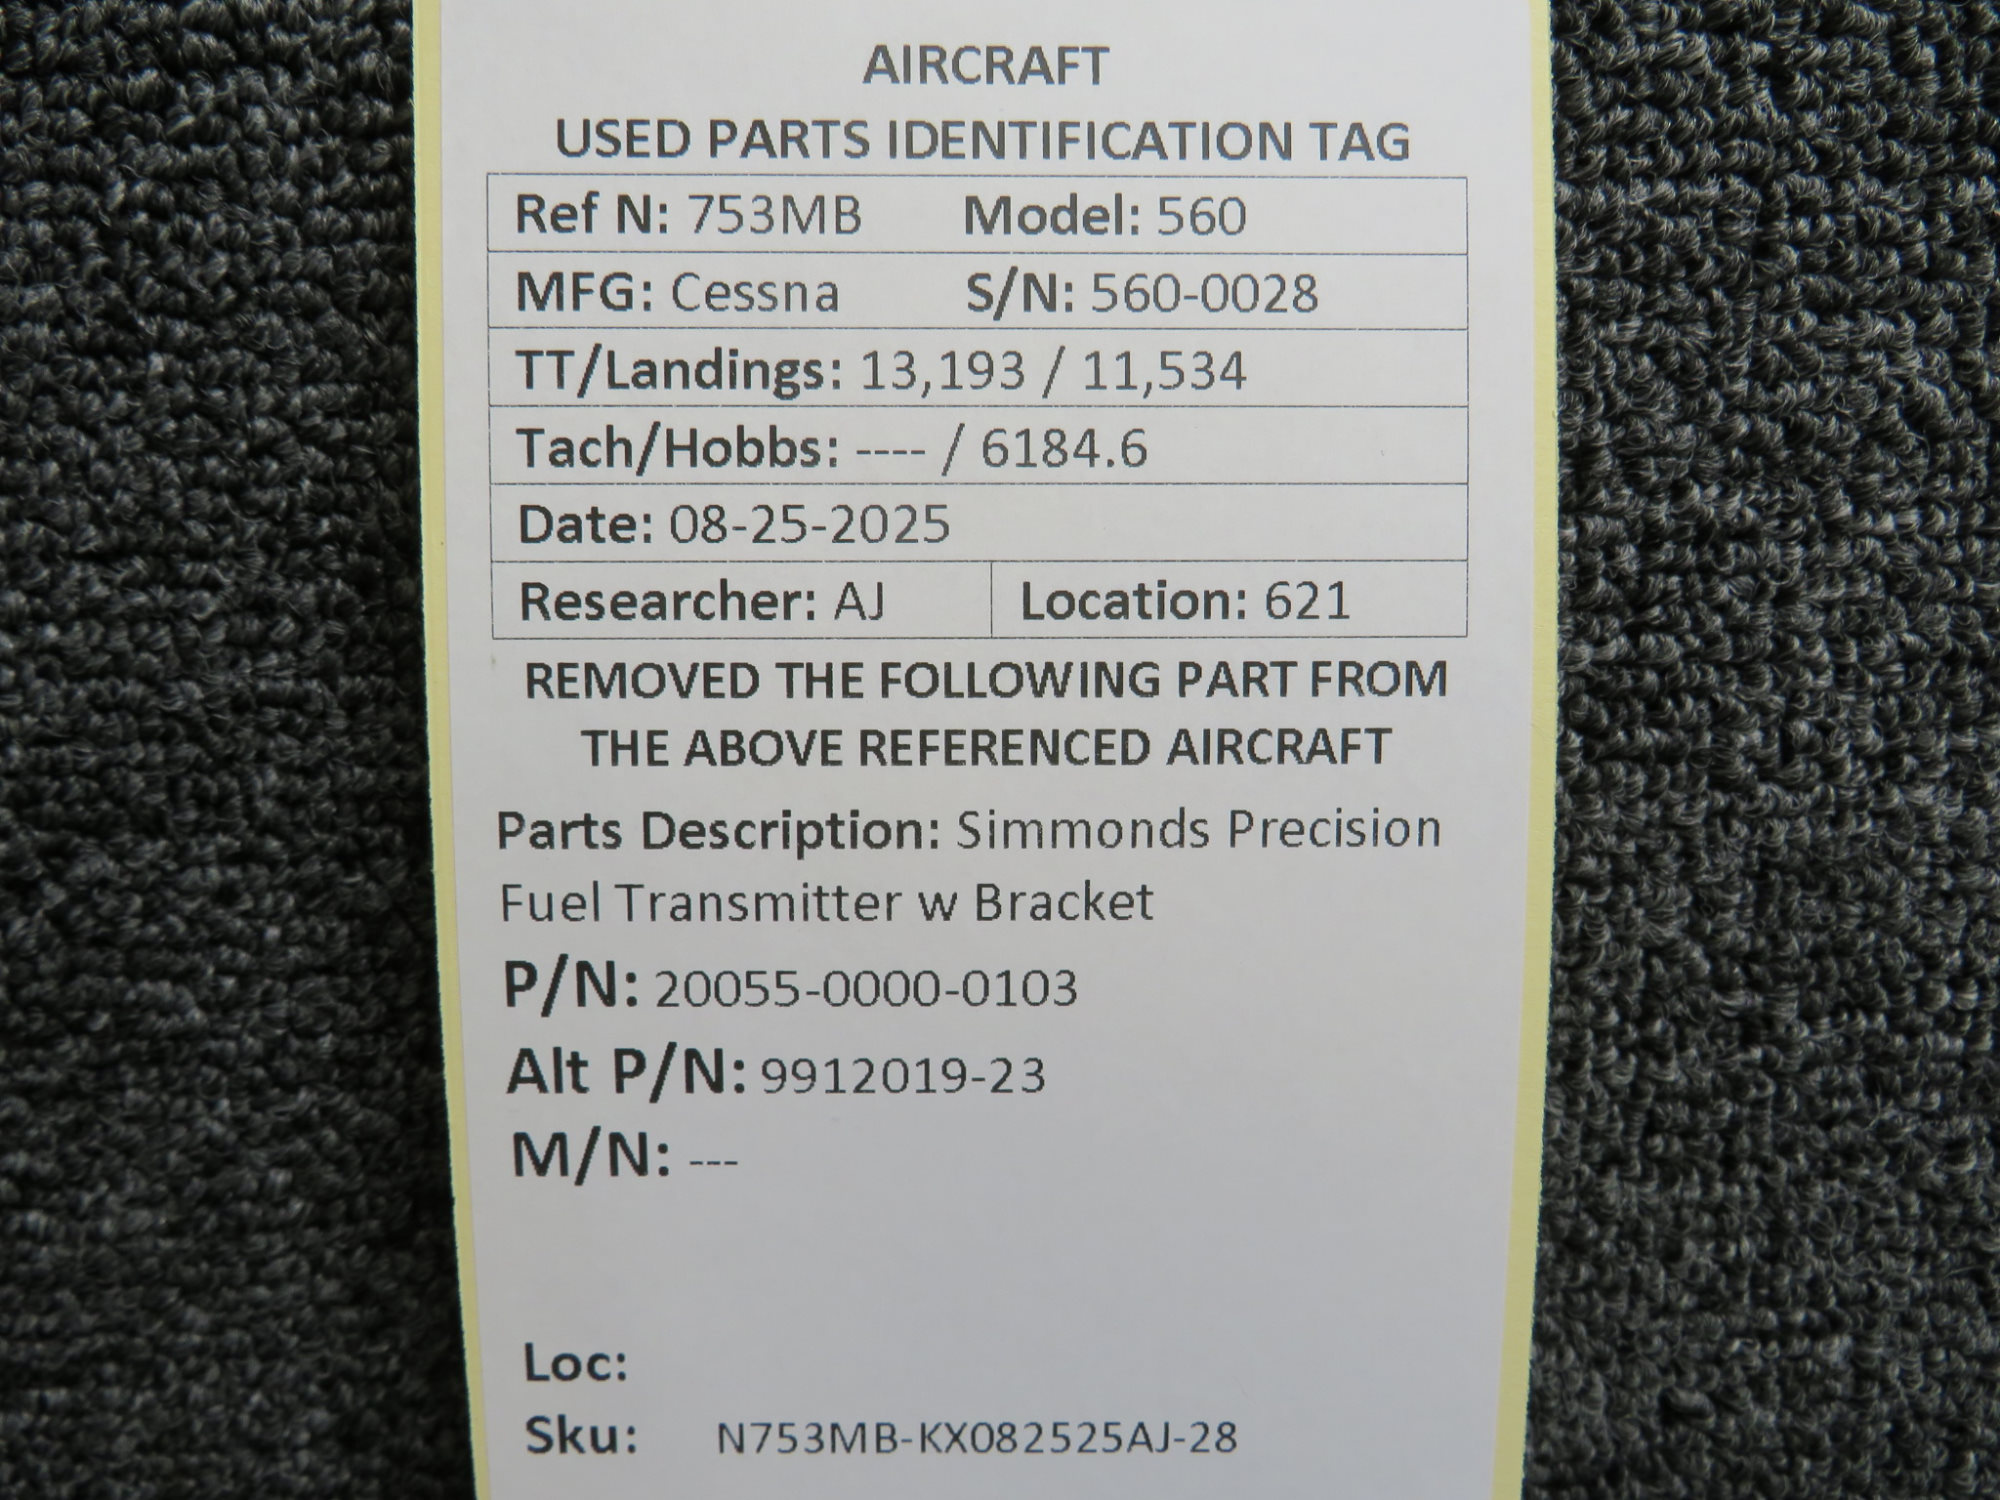 AIRCRAFT
USED PARTS IDENTIFICATION TAG
Ref N: 753MB Model: 560
MFG: Cessna S/N: 560-0028
TT/Landings: 13,193 / 11,534
Tach/Hobbs: ---- / 6184.6
Date: 08-25-2025
Researcher: AJ Location: 621
REMOVED THE FOLLOWING PART FROM
THE ABOVE REFERENCED AIRCRAFT
Parts Description: Simmonds Precision
Fuel Transmitter w Bracket
P/N: 20055-0000-0103
Alt P/N: 9912019-23
M/N: ---
Loc:
Sku: N753MB-KX082525AJ-28